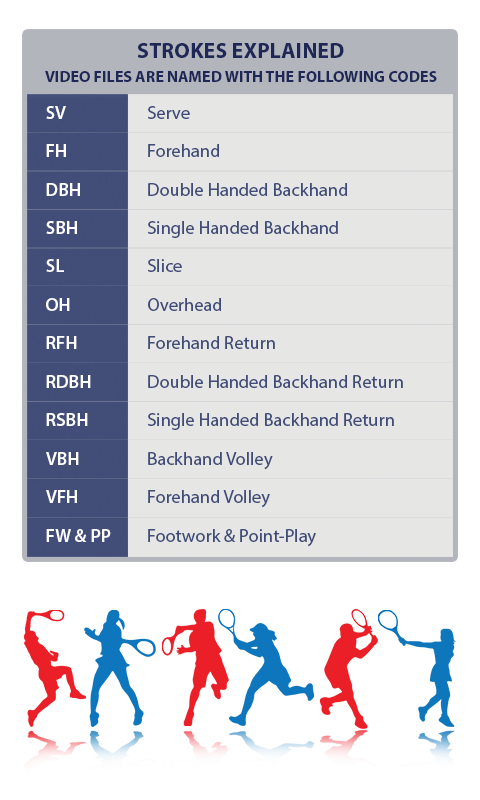 STROKES EXPLAINED
VIDEO FILES ARE NAMED WITH THE FOLLOWING CODES
SV Serve
FH Forehand
DBH Double Handed Backhand
SBH Single Handed Backhand
SL Slice
OH Overhead
RFH Forehand Return
RDBH Double Handed Backhand Return
RSBH Single Handed Backhand Return
VBH Backhand Volley
VFH Forehand Volley
FW & PP Footwork & Point-Play